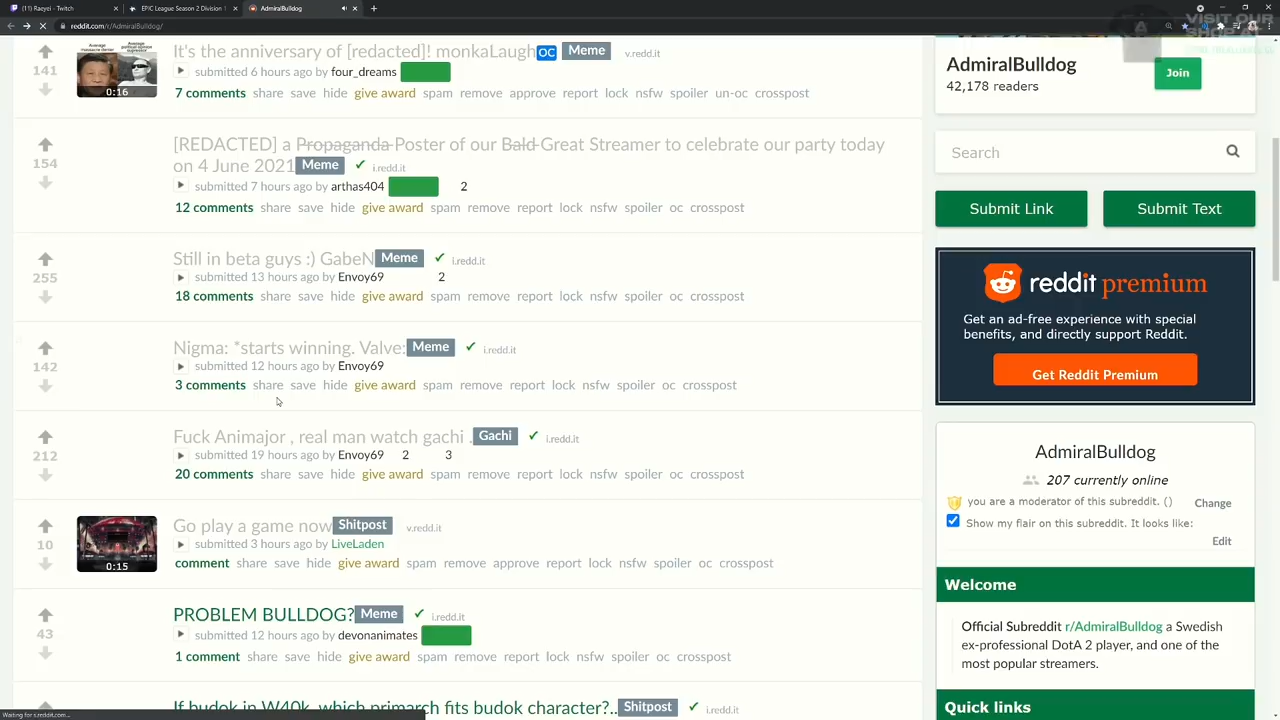 Raeyei - Twitch
EPIC League Season 2 Division 1
AdmiralBulldog
reddit.com/r/AdmiralBulldog/
VISIT OUR
It's the anniversary of [redacted]! monkaLaugh OC Meme v.redd.it
141
submitted 6 hours ago by four_dreams
0:16
7 comments share save hide give award spam remove approve report lock nsfw spoiler un-oc crosspost
[REDACTED] a Propaganda Poster of our Bald Great Streamer to celebrate our party today
154
on 4 June 2021 Meme i.redd.it
submitted 7 hours ago by arthas404 2
12 comments share save hide give award spam remove report lock nsfw spoiler oc crosspost
Still in beta guys :) GabeN Meme i.redd.it
255
submitted 13 hours ago by Envoy69 2
18 comments share save hide give award spam remove report lock nsfw spoiler oc crosspost
Nigma: *starts winning. Valve: Meme i.redd.it
142
submitted 12 hours ago by Envoy69
3 comments share save hide give award spam remove report lock nsfw spoiler oc crosspost
Fuck Animajor , real man watch gachi . Gachi i.redd.it
212
submitted 19 hours ago by Envoy69 2 3
20 comments share save hide give award spam remove report lock nsfw spoiler oc crosspost
Go play a game now Shitpost v.redd.it
10
submitted 3 hours ago by LiveLaden
0:15
comment share save hide give award spam remove approve report lock nsfw spoiler oc crosspost
PROBLEM BULLDOG? Meme i.redd.it
43
submitted 12 hours ago by devonanimates
1 comment share save hide give award spam remove report lock nsfw spoiler oc crosspost
If budok in W40k, which primarch fits budok character?.. Shitpost i.redd.it
AdmiralBulldog
42,178 readers
Join
Search
Submit Link
Submit Text
reddit premium
Get an ad-free experience with special
benefits, and directly support Reddit.
Get Reddit Premium
AdmiralBulldog
207 currently online
you are a moderator of this subreddit. () Change
Show my flair on this subreddit. It looks like:
Edit
Welcome
Official Subreddit r/AdmiralBulldog a Swedish
ex-professional DotA 2 player, and one of the
most popular streamers.
Quick links